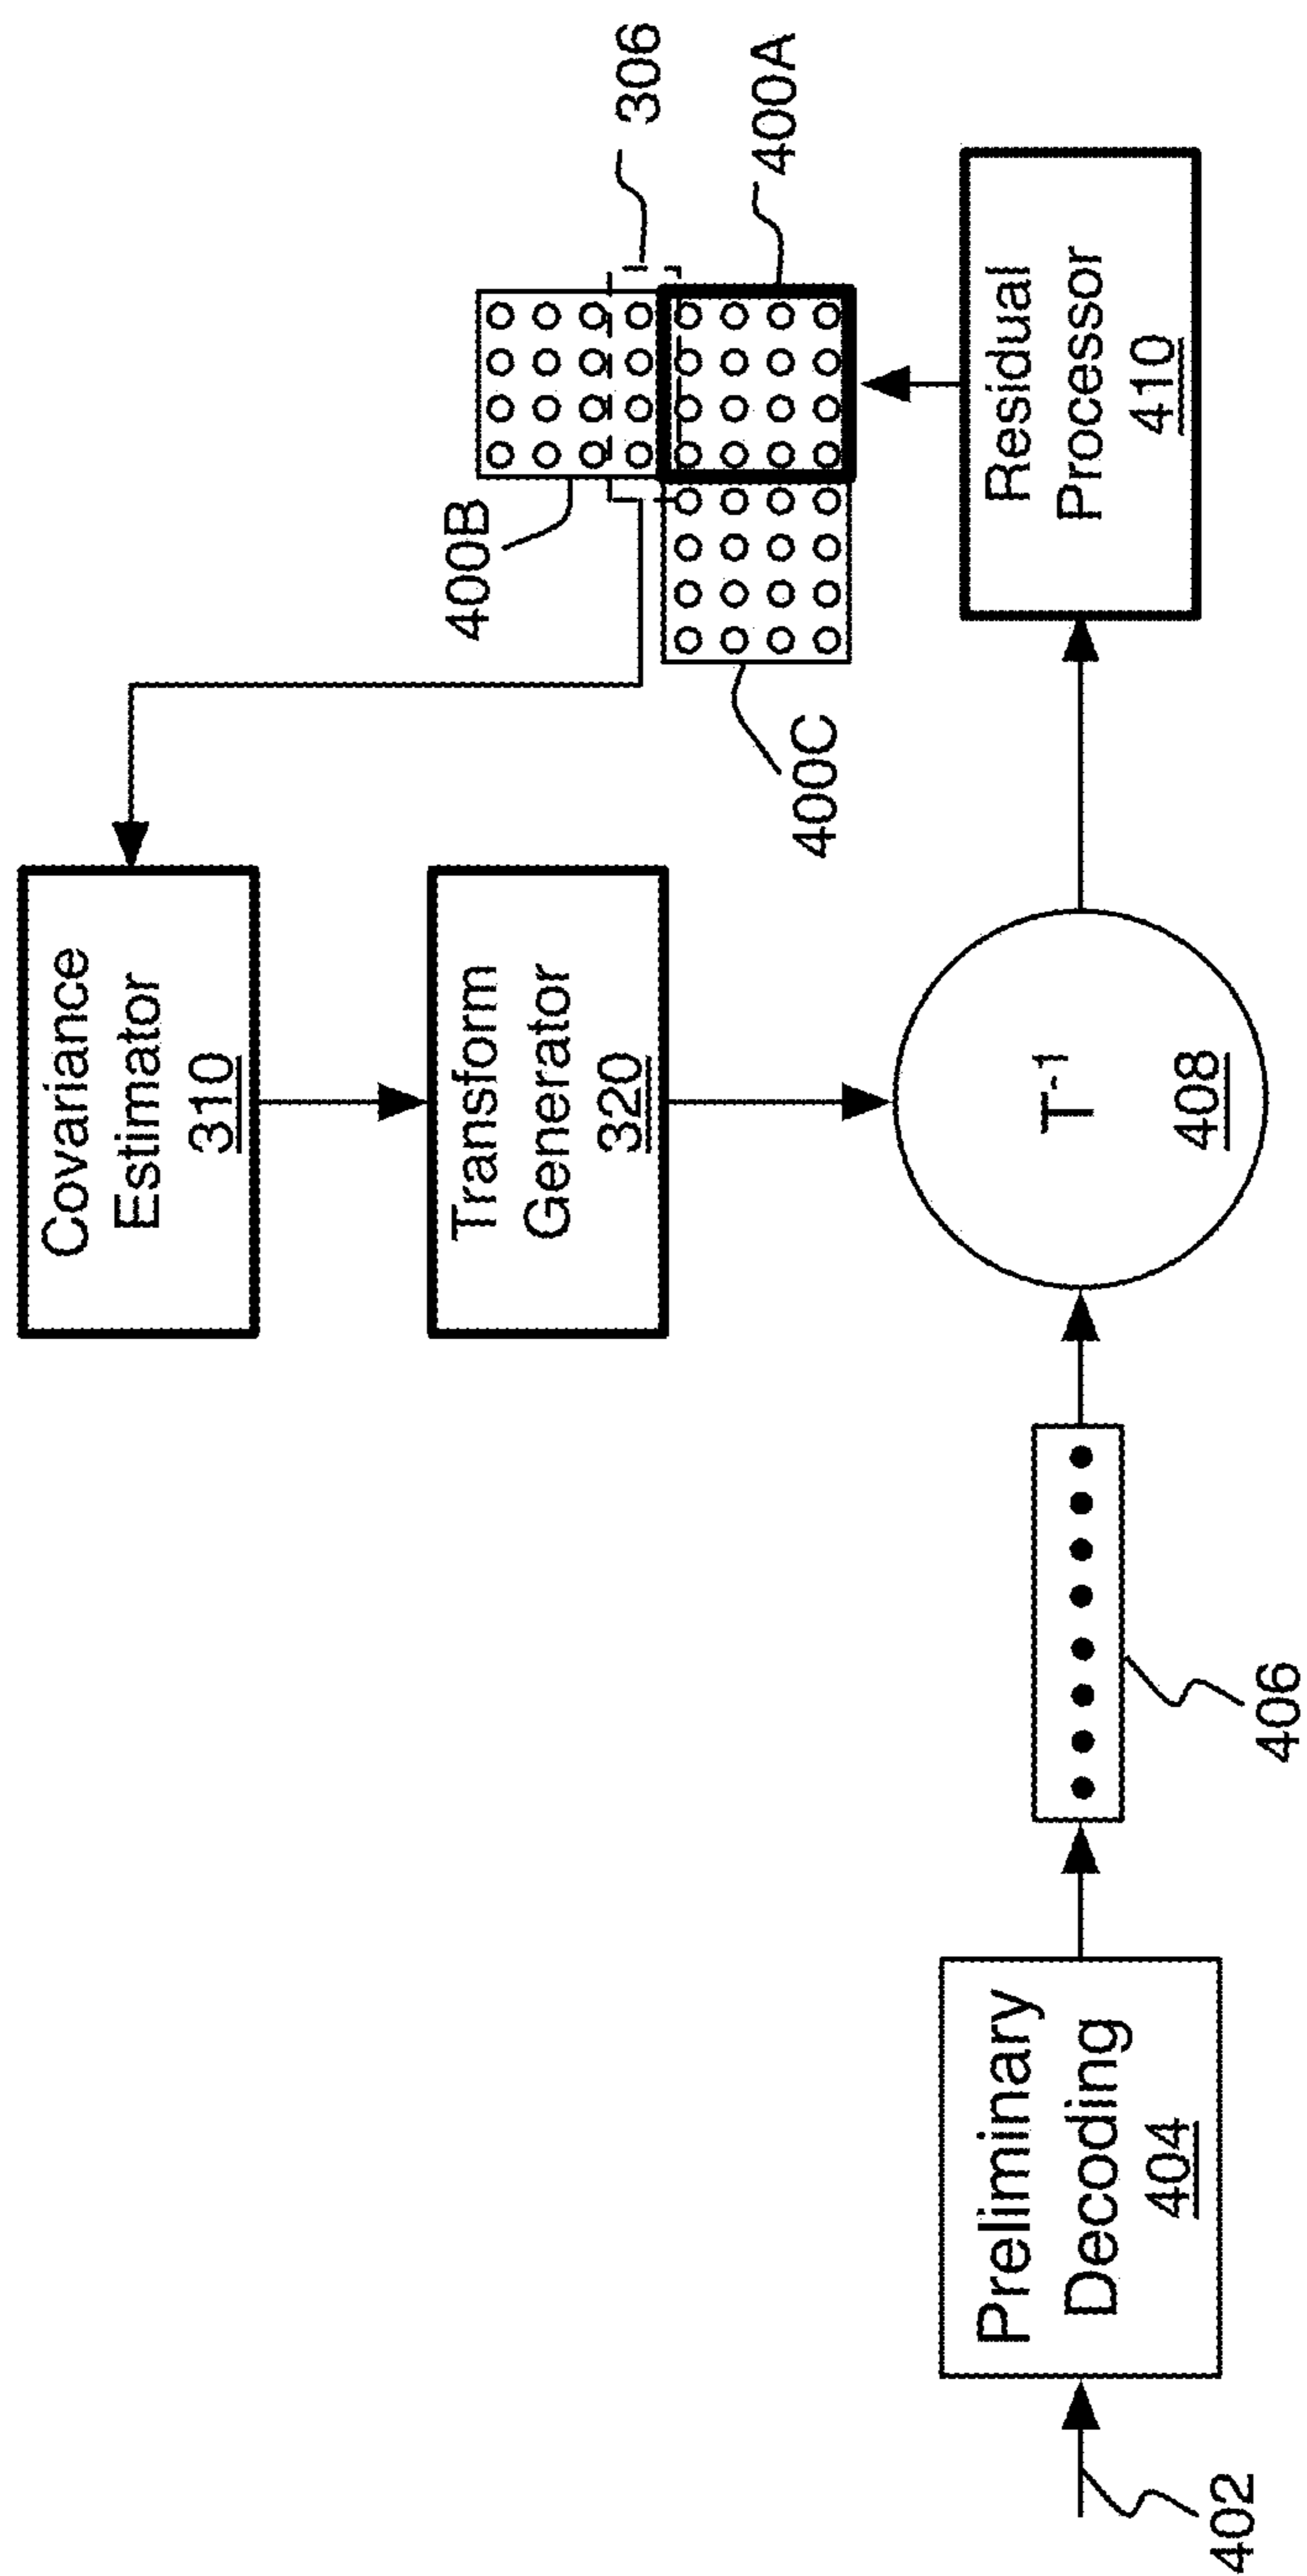 Covariance
Estimator
310
Transform
Generator
320
400B
306
400A
400C
Preliminary
Decoding
404
402
406
T-1
408
Residual
Processor
410